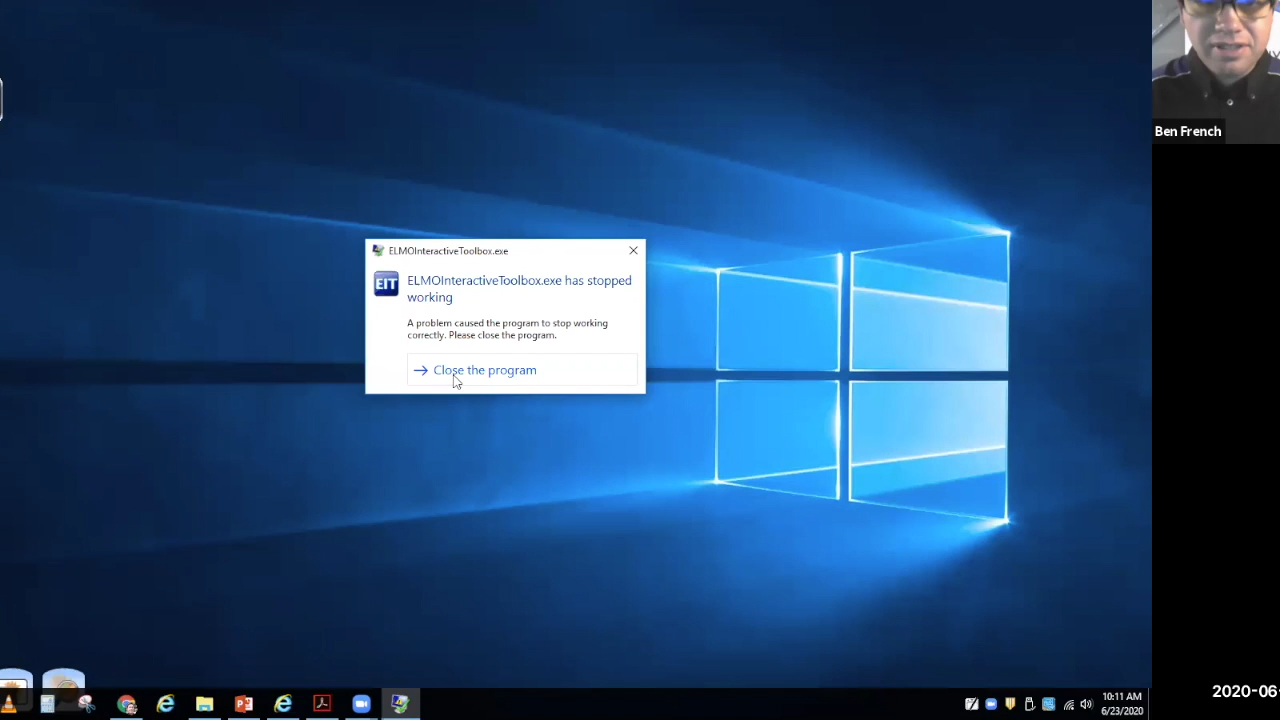 ELMOInteractiveToolbox.exe
EIT
ELMOInteractiveToolbox.exe has stopped
working
A problem caused the program to stop working
correctly. Please close the program.
Close the program
Ben French
10:11 AM
6/23/2020
2020-06-